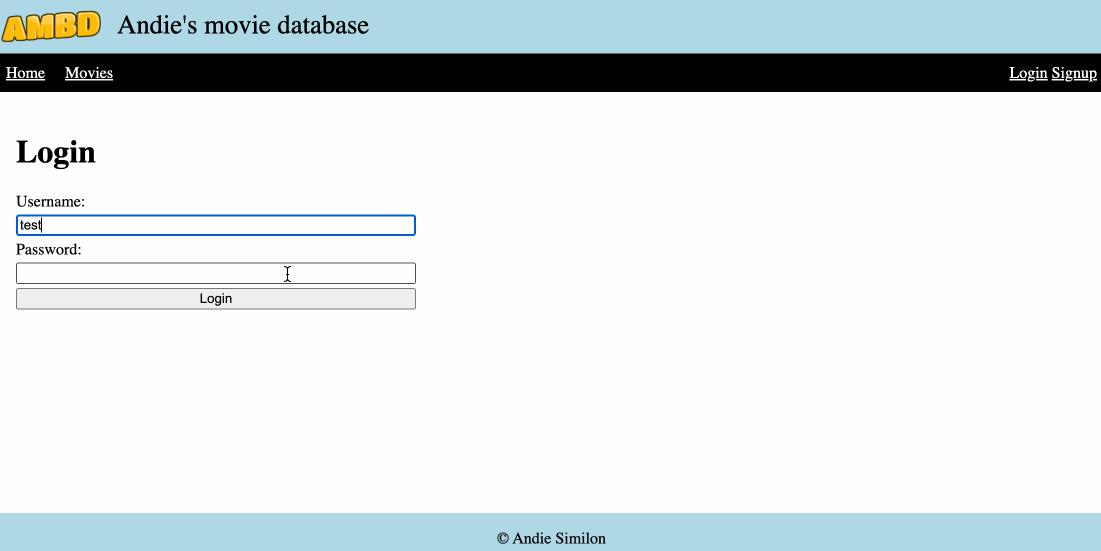 AMBD Andie's movie database
Home Movies Login Signup
Login
Username:
test
Password:
Login
© Andie Similon